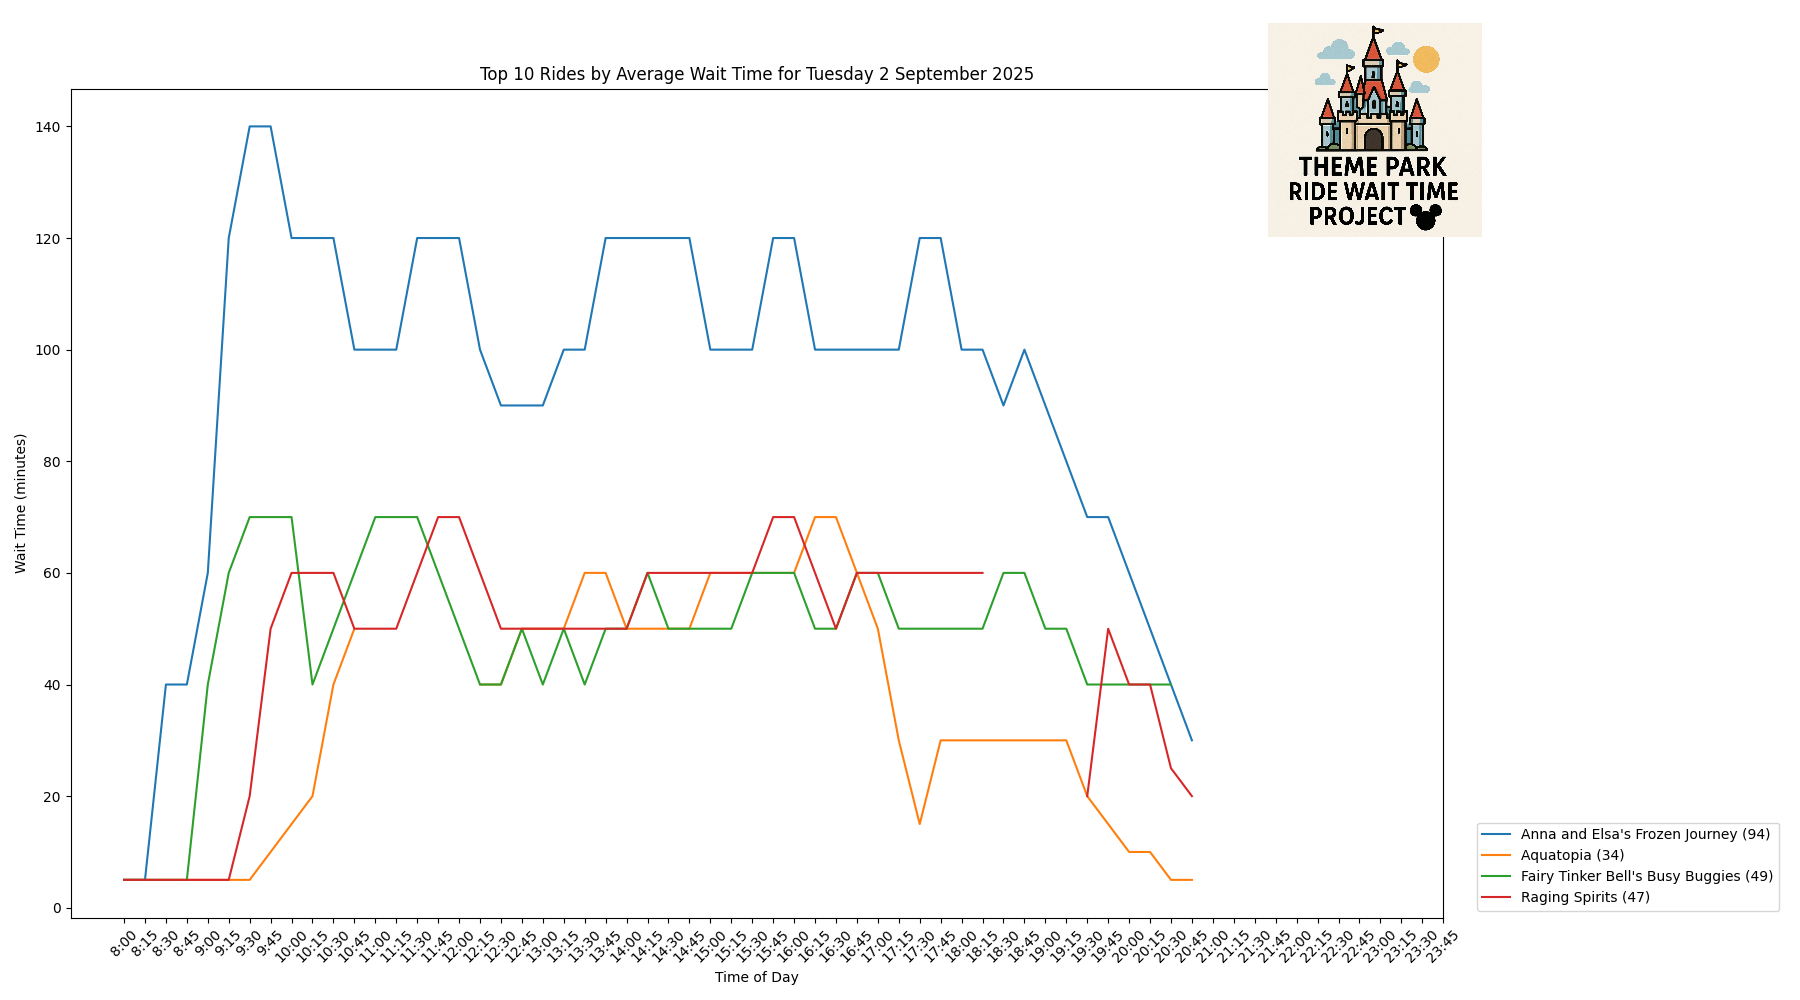 THEME PARK
RIDE WAIT TIME
PROJECT
Top 10 Rides by Average Wait Time for Tuesday 2 September 2025
Wait Time (minutes)
140
120
100
80
60
40
20
0
8:00 8:15 8:30 8:45 9:00 9:15 9:30 9:45 10:00 10:15 10:30 10:45 11:00 11:15 11:30 11:45 12:00 12:15 12:30 12:45 13:00 13:15 13:30 13:45 14:00 14:15 14:30 14:45 15:00 15:15 15:30 15:45 16:00 16:15 16:30 16:45 17:00 17:15 17:30 17:45 18:00 18:15 18:30 18:45 19:00 19:15 19:30 19:45 20:00 20:15 20:30 20:45 21:00 21:15 21:30 21:45 22:00 22:15 22:30 22:45 23:00 23:15 23:30 23:45
Time of Day
Anna and Elsa's Frozen Journey (94)
Aquatopia (34)
Fairy Tinker Bell's Busy Buggies (49)
Raging Spirits (47)